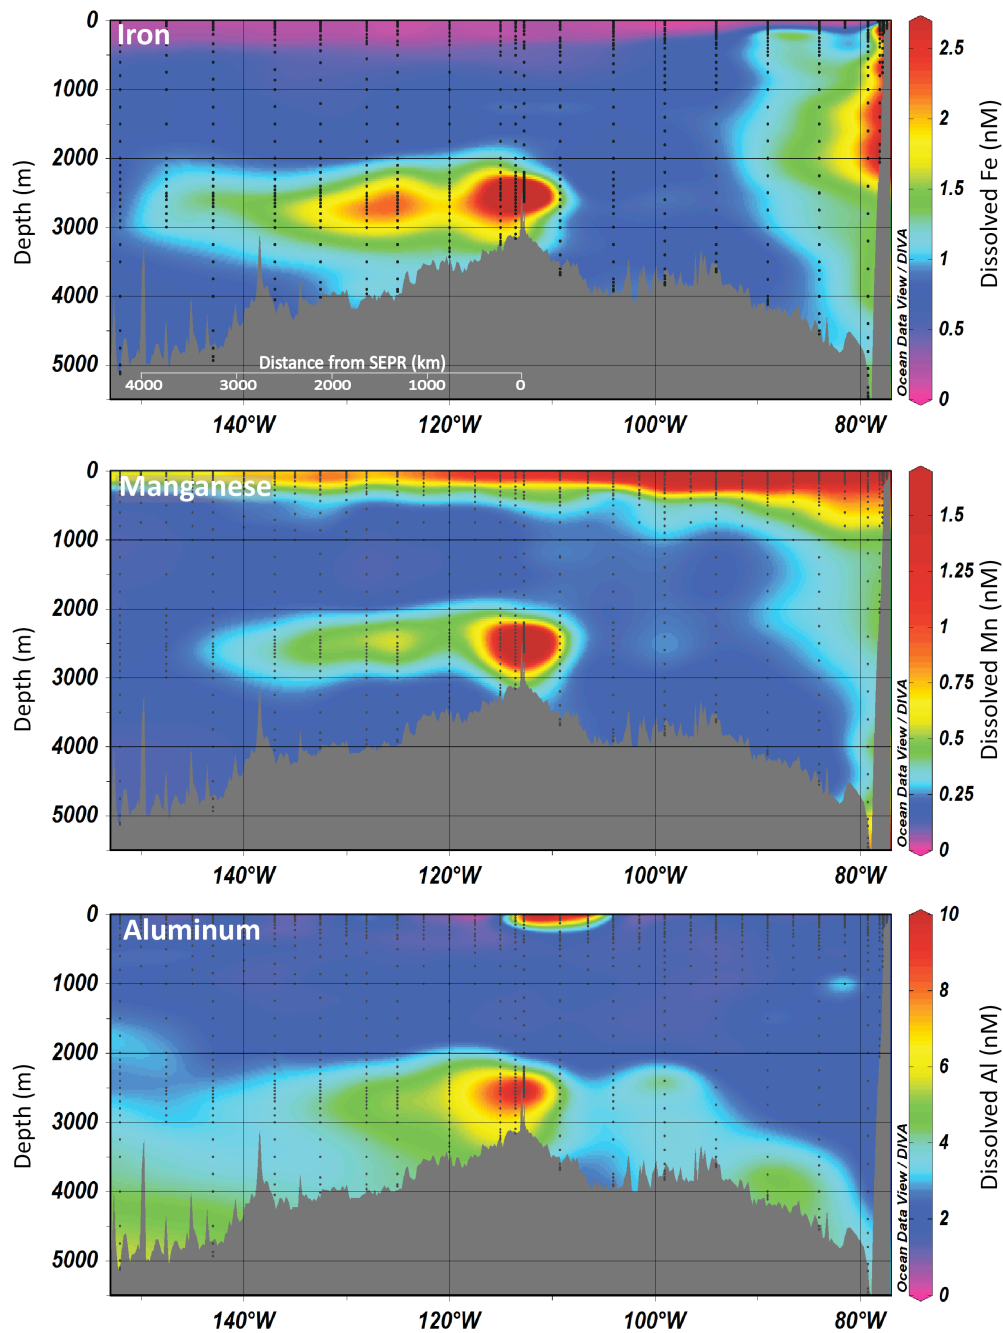 Iron
0
1000
2000
3000
4000
5000
Depth (m)
Distance from SEPR (km)
4000 3000 2000 1000 0
140°W 120°W 100°W 80°W
Ocean Data View / DIVA
2.5
2
1.5
1
0.5
0
Dissolved Fe (nM)
Manganese
0
1000
2000
3000
4000
5000
Depth (m)
140°W 120°W 100°W 80°W
Ocean Data View / DIVA
1.5
1.25
1
0.75
0.5
0.25
0
Dissolved Mn (nM)
Aluminum
0
1000
2000
3000
4000
5000
Depth (m)
140°W 120°W 100°W 80°W
Ocean Data View / DIVA
10
8
6
4
2
0
Dissolved Al (nM)